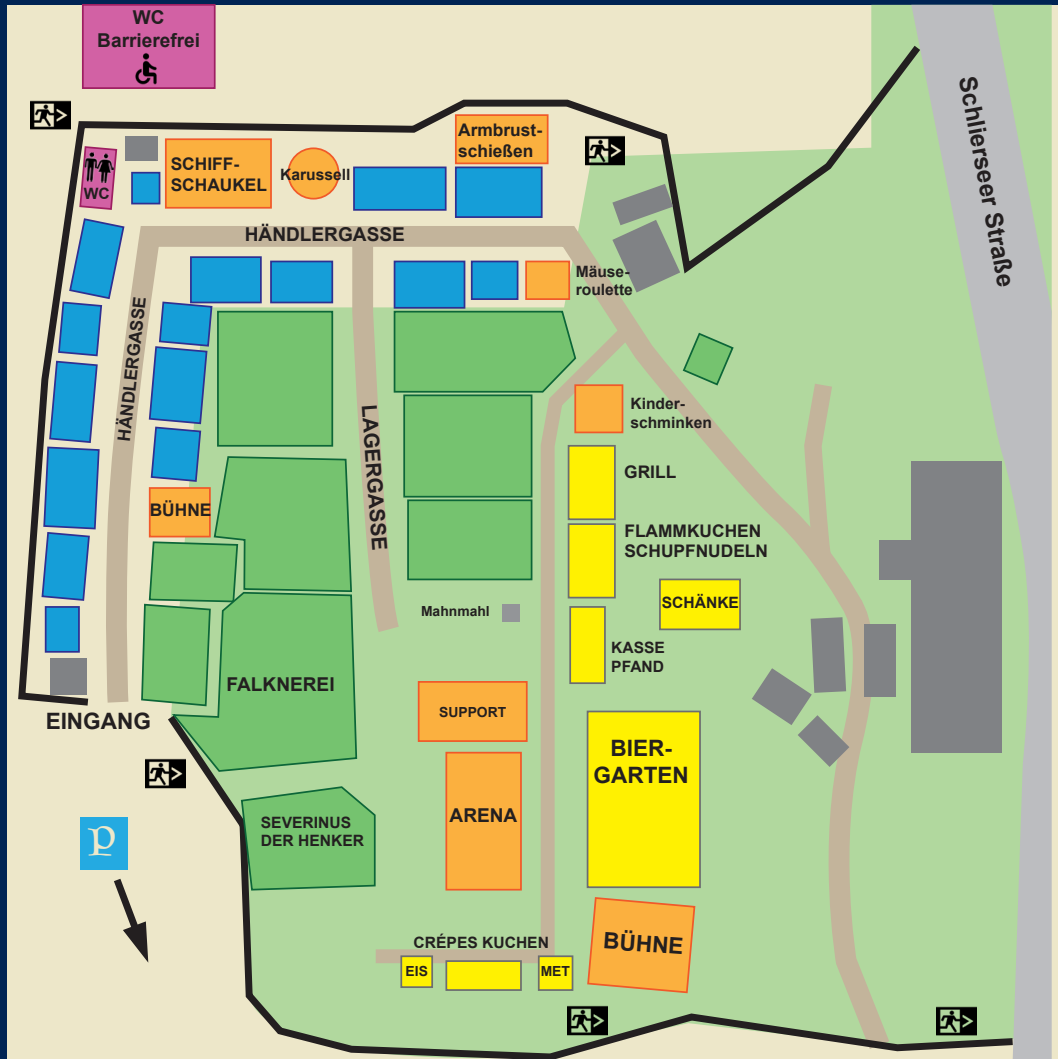 WC
Barrierefrei
Armbrust-
schießen
SCHIFF-
SCHAUKEL
Karussell
WC
HÄNDLERGASSE
Mäuse-
roulette
Schlierseer Straße
HÄNDLERGASSE
LAGERGASSE
Kinder-
schminken
GRILL
BÜHNE
FLAMMKUCHEN
SCHUPFNUDELN
SCHÄNKE
Mahnmahl
KASSE
PFAND
FALKNEREI
SUPPORT
EINGANG
BIER-
GARTEN
ARENA
SEVERINUS
DER HENKER
P
BÜHNE
CRÉPES KUCHEN
EIS
MET